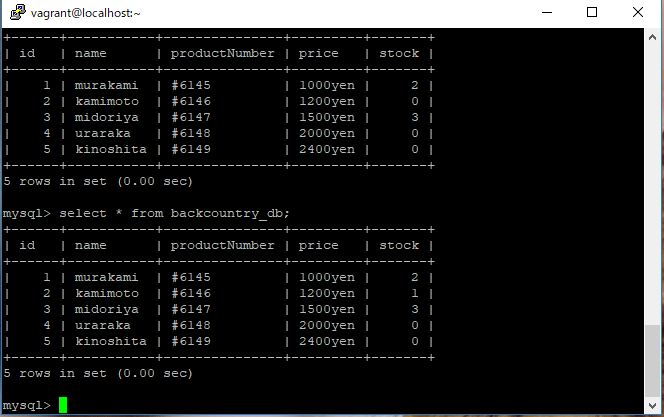 vagrant@localhost:~
+------+-----------+---------------+---------+-------+
| id   | name      | productNumber | price   | stock |
+------+-----------+---------------+---------+-------+
|    1 | murakami  | #6145         | 1000yen |     2 |
|    2 | kamimoto  | #6146         | 1200yen |     0 |
|    3 | midoriya  | #6147         | 1500yen |     3 |
|    4 | uraraka   | #6148         | 2000yen |     0 |
|    5 | kinoshita | #6149         | 2400yen |     0 |
+------+-----------+---------------+---------+-------+
5 rows in set (0.00 sec)
mysql> select * from backcountry_db;
+------+-----------+---------------+---------+-------+
| id   | name      | productNumber | price   | stock |
+------+-----------+---------------+---------+-------+
|    1 | murakami  | #6145         | 1000yen |     2 |
|    2 | kamimoto  | #6146         | 1200yen |     1 |
|    3 | midoriya  | #6147         | 1500yen |     3 |
|    4 | uraraka   | #6148         | 2000yen |     0 |
|    5 | kinoshita | #6149         | 2400yen |     0 |
+------+-----------+---------------+---------+-------+
5 rows in set (0.00 sec)
mysql>